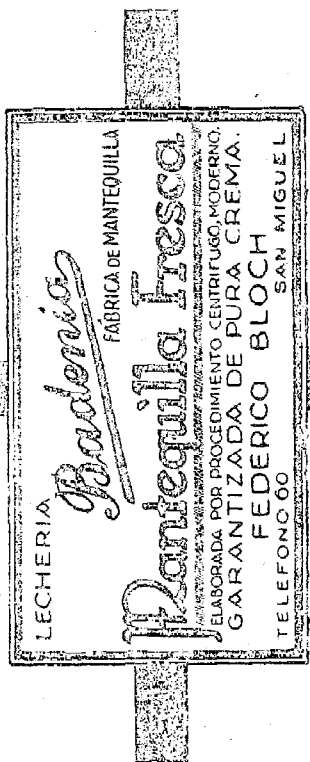 LECHERIA
Badenia
FÁBRICA DE MANTEQUILLA
Mantequilla Fresca
ELABORADA POR PROCEDIMIENTO CENTRIFUGO, MODERNO.
GARANTIZADA DE PURA CREMA.
FEDERICO BLOCH
TELEFONO 60 SAN MIGUEL